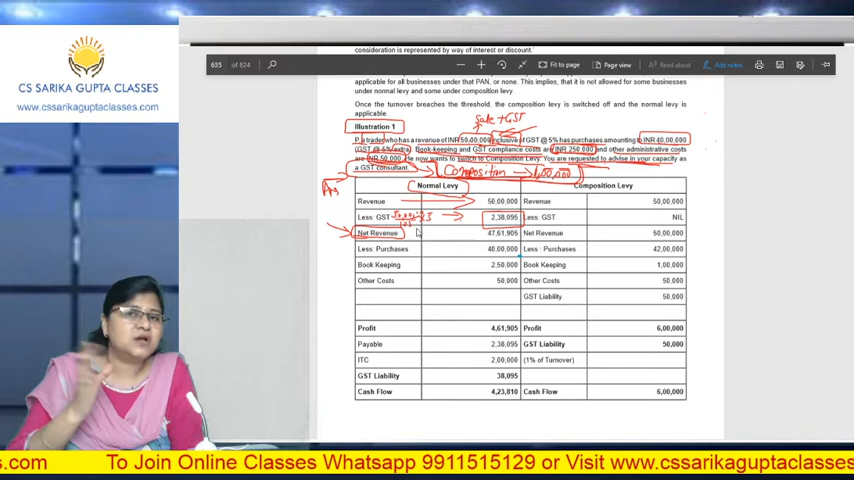 CS SARIKA GUPTA CLASSES
www.cssarikaguptaclasses.com
consideration is represented by way of interest or discount.'
635 of 824
Fit to page
Page view
Read aloud
Add notes
applicable for all businesses under that PAN, or none. This implies, that it is not allowed for some businesses
under normal levy and some under composition levy.
Once the turnover breaches the threshold, the composition levy is switched off and the normal levy is
applicable.
Sale + GST
Illustration 1
P, a trader who has a revenue of INR 50,00,000 inclusive of GST @ 5% has purchases amounting to INR 40,00,000
(GST @ 5% extra). Book-keeping and GST compliance costs are INR 250,000 and other administrative costs
are INR 50,000. He now wants to switch to Composition Levy. You are requested to advise in your capacity
as a GST consultant.
Composition → 1,00,000
Ans
Normal Levy Composition Levy
Revenue 50,00,000 Revenue 50,00,000
Less: GST 2,38,095 Less: GST NIL
Net Revenue 47,61,905 Net Revenue 50,00,000
Less: Purchases 40,00,000 Less : Purchases 42,00,000
Book Keeping 2,50,000 Book Keeping 1,00,000
Other Costs 50,000 Other Costs 50,000
GST Liability 50,000
Profit 4,61,905 Profit 6,00,000
Payable 2,38,095 GST Liability 50,000
ITC 2,00,000 (1% of Turnover)
GST Liability 38,095
Cash Flow 4,23,810 Cash Flow 6,00,000
s.com To Join Online Classes Whatsapp 9911515129 or Visit www.cssarikaguptaclasses